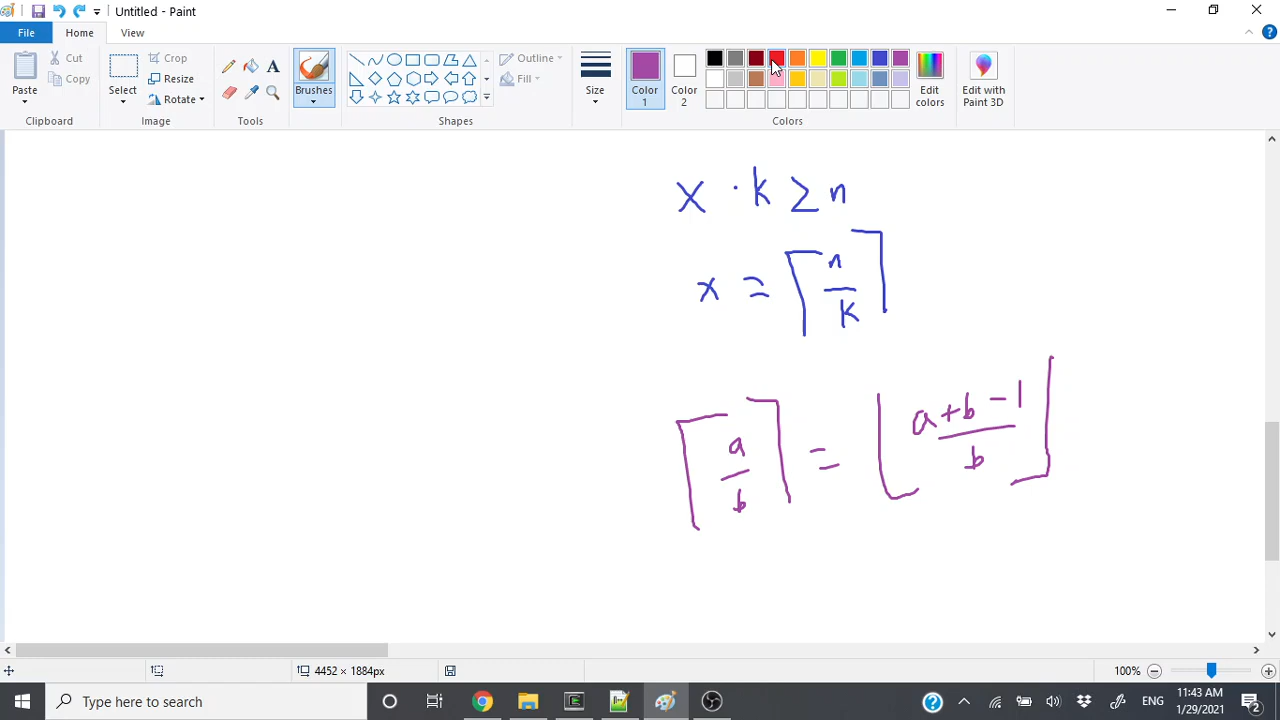 Untitled - Paint
File Home View
Paste
Cut
Copy
Clipboard
Select
Crop
Resize
Rotate
Image
A
Tools
Brushes
Outline
Fill
Shapes
Size
Color 1
Color 2
Edit colors
Edit with Paint 3D
Colors
x · k ≥ n
x = ⌈n/k⌉
⌈a/b⌉ = ⌊(a+b-1)/b⌋
4452 × 1884px
100%
Type here to search
ENG
11:43 AM
1/29/2021
2